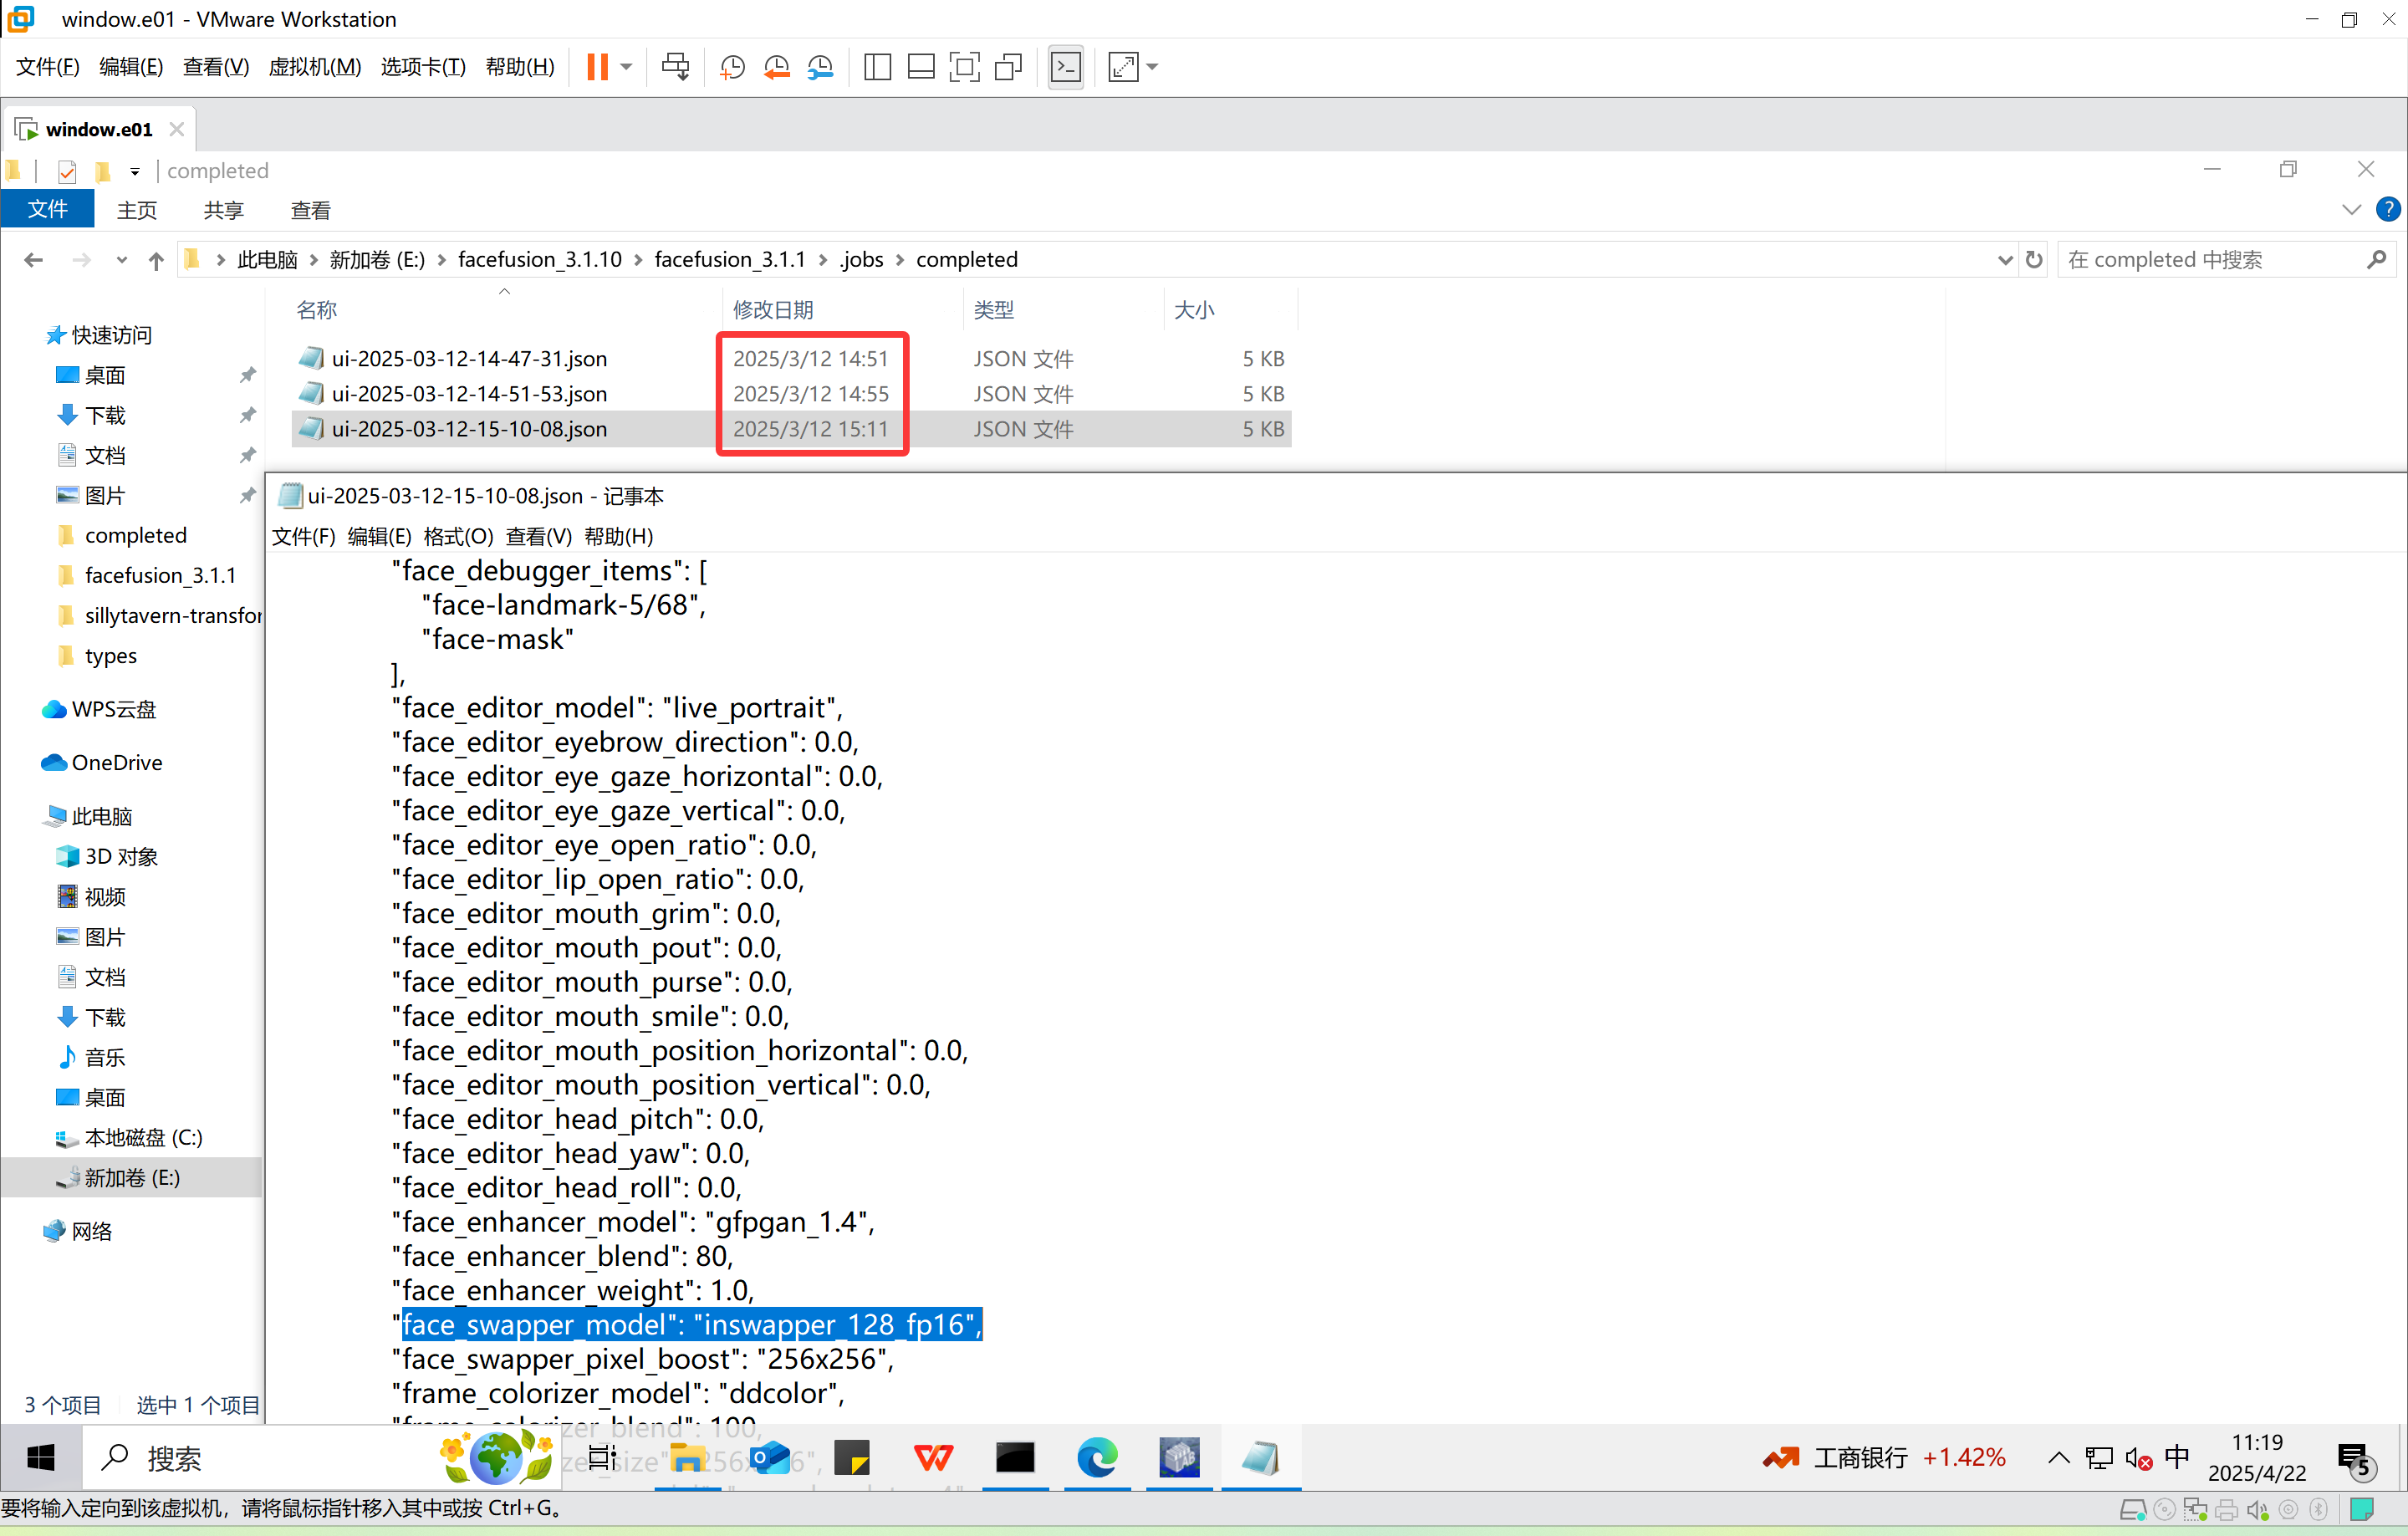 window.e01 - VMware Workstation
文件(F) 编辑(E) 查看(V) 虚拟机(M) 选项卡(T) 帮助(H)
window.e01
completed
文件 主页 共享 查看
此电脑 新加卷 (E:) facefusion_3.1.10 facefusion_3.1.1 .jobs completed 在 completed 中搜索
名称 修改日期 类型 大小
ui-2025-03-12-14-47-31.json 2025/3/12 14:51 JSON 文件 5 KB
ui-2025-03-12-14-51-53.json 2025/3/12 14:55 JSON 文件 5 KB
ui-2025-03-12-15-10-08.json 2025/3/12 15:11 JSON 文件 5 KB
快速访问
桌面
下载
文档
图片
completed
facefusion_3.1.1
sillytavern-transfor
types
WPS云盘
OneDrive
此电脑
3D 对象
视频
图片
文档
下载
音乐
桌面
本地磁盘 (C:)
新加卷 (E:)
网络
3 个项目 选中 1 个项目
ui-2025-03-12-15-10-08.json - 记事本
文件(F) 编辑(E) 格式(O) 查看(V) 帮助(H)
"face_debugger_items": [
"face-landmark-5/68",
"face-mask"
],
"face_editor_model": "live_portrait",
"face_editor_eyebrow_direction": 0.0,
"face_editor_eye_gaze_horizontal": 0.0,
"face_editor_eye_gaze_vertical": 0.0,
"face_editor_eye_open_ratio": 0.0,
"face_editor_lip_open_ratio": 0.0,
"face_editor_mouth_grim": 0.0,
"face_editor_mouth_pout": 0.0,
"face_editor_mouth_purse": 0.0,
"face_editor_mouth_smile": 0.0,
"face_editor_mouth_position_horizontal": 0.0,
"face_editor_mouth_position_vertical": 0.0,
"face_editor_head_pitch": 0.0,
"face_editor_head_yaw": 0.0,
"face_editor_head_roll": 0.0,
"face_enhancer_model": "gfpgan_1.4",
"face_enhancer_blend": 80,
"face_enhancer_weight": 1.0,
"face_swapper_model": "inswapper_128_fp16",
"face_swapper_pixel_boost": "256x256",
"frame_colorizer_model": "ddcolor",
"frame_colorizer_blend": 100,
搜索
工商银行 +1.42%
中
11:19
2025/4/22
5
要将输入定向到该虚拟机，请将鼠标指针移入其中或按 Ctrl+G。